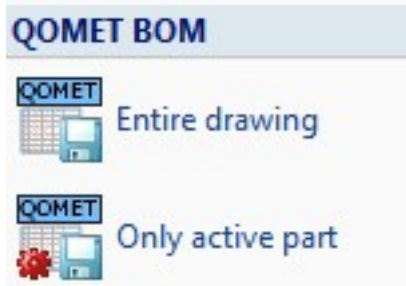 QOMET BOM
QOMET
Entire drawing
QOMET
Only active part